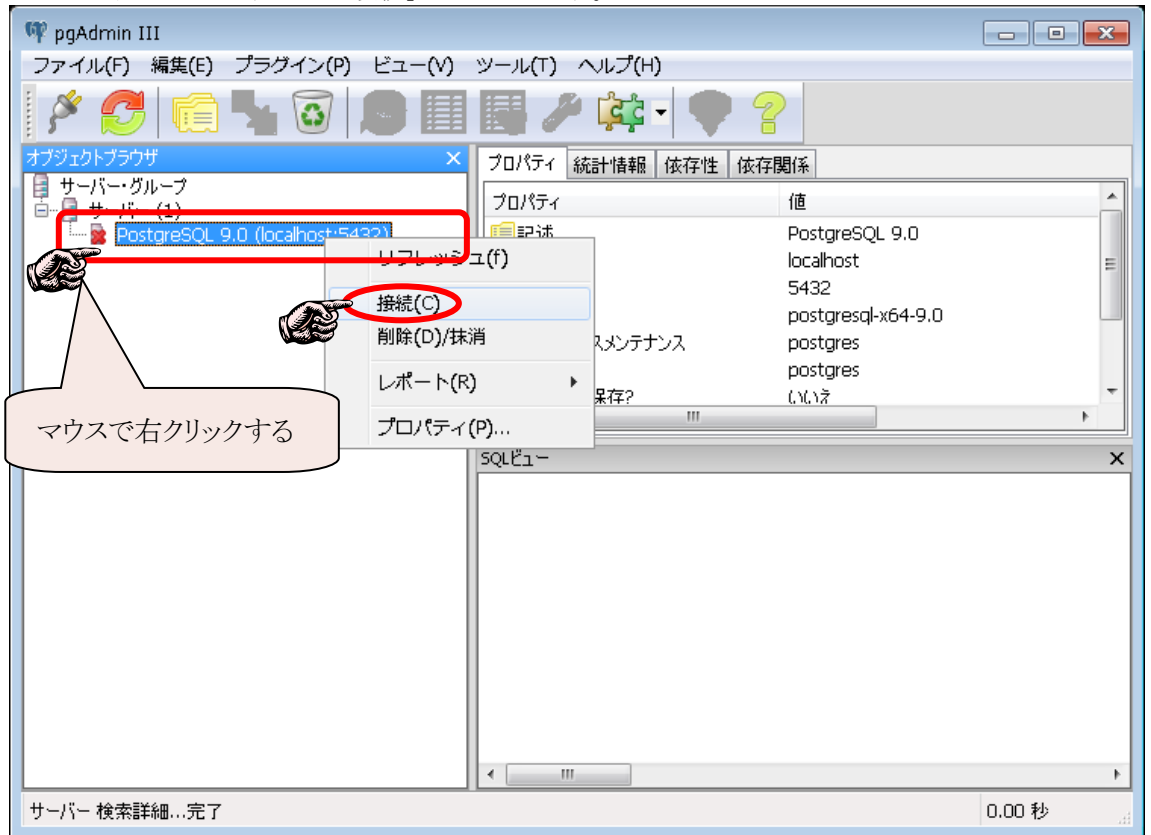 pgAdmin III
ファイル(F) 編集(E) プラグイン(P) ビュー(V) ツール(T) ヘルプ(H)
オブジェクトブラウザ
サーバー・グループ
サーバー (1)
PostgreSQL 9.0 (localhost:5432)
リフレッシュ(f)
接続(C)
削除(D)/抹消
レポート(R)
プロパティ(P)...
マウスで右クリックする
プロパティ 統計情報 依存性 依存関係
プロパティ 値
記述 PostgreSQL 9.0
localhost
5432
postgresql-x64-9.0
スメンテナンス postgres
postgres
保存? いいえ
SQLビュー
サーバー 検索詳細...完了 0.00 秒